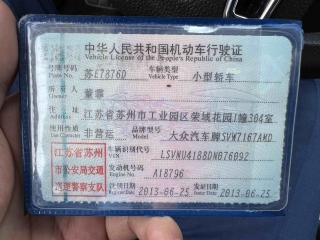 中华人民共和国机动车行驶证
Vehicle License of the People's Republic of China
号牌号码 苏E7876D 车辆类型 小型轿车
Plate No. Vehicle Type
所有人 董霏
住址 江苏省苏州市工业园区荣域花园1幢304室
使用性质 非营运 品牌型号 大众汽车牌SVW7167AMD
江苏省苏州 车辆识别代号 LSVNU4188DN076092
VIN
市公安局交通 发动机号码 A18796
Engine No.
巡逻警察支队 注册日期 2013-06-25 发证日期 2013-06-25